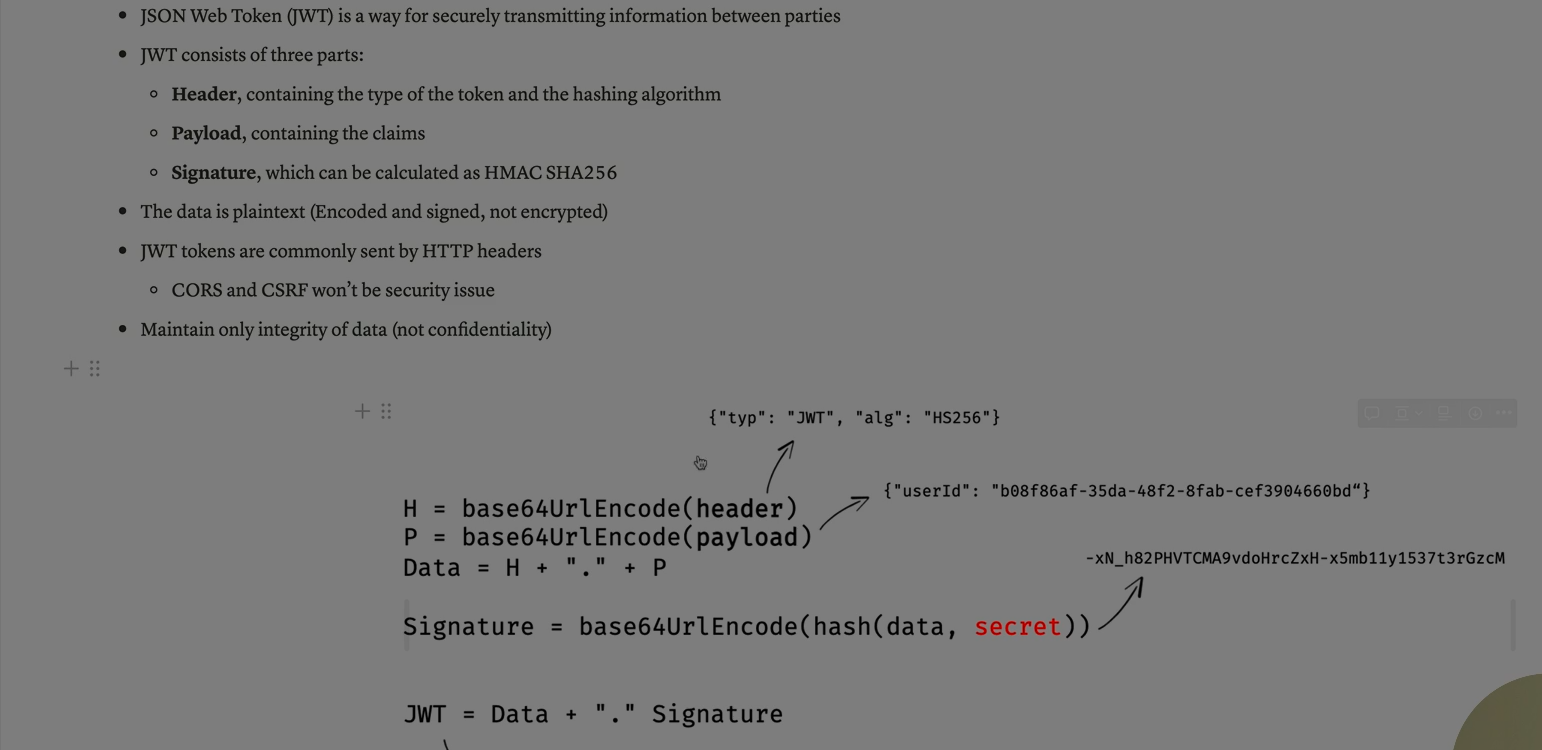 JSON Web Token (JWT) is a way for securely transmitting information between parties
JWT consists of three parts:
Header, containing the type of the token and the hashing algorithm
Payload, containing the claims
Signature, which can be calculated as HMAC SHA256
The data is plaintext (Encoded and signed, not encrypted)
JWT tokens are commonly sent by HTTP headers
CORS and CSRF won’t be security issue
Maintain only integrity of data (not confidentiality)
{"typ": "JWT", "alg": "HS256"}
{"userId": "b08f86af-35da-48f2-8fab-cef3904660bd“}
H = base64UrlEncode(header)
P = base64UrlEncode(payload)
Data = H + "." + P
-xN_h82PHVTCMA9vdoHrcZxH-x5mb11y1537t3rGzcM
Signature = base64UrlEncode(hash(data, secret))
JWT = Data + "." Signature